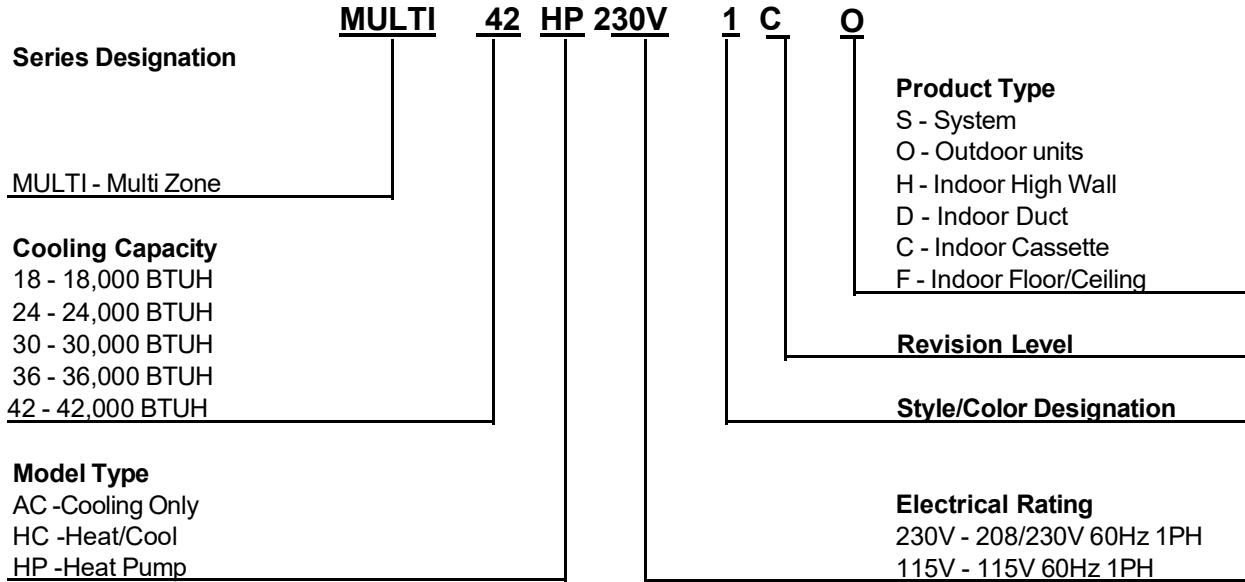 MULTI 42 HP 230V 1 C O
Series Designation
MULTI - Multi Zone
Cooling Capacity
18 - 18,000 BTUH
24 - 24,000 BTUH
30 - 30,000 BTUH
36 - 36,000 BTUH
42 - 42,000 BTUH
Model Type
AC -Cooling Only
HC -Heat/Cool
HP -Heat Pump
Product Type
S - System
O - Outdoor units
H - Indoor High Wall
D - Indoor Duct
C - Indoor Cassette
F - Indoor Floor/Ceiling
Revision Level
Style/Color Designation
Electrical Rating
230V - 208/230V 60Hz 1PH
115V - 115V 60Hz 1PH